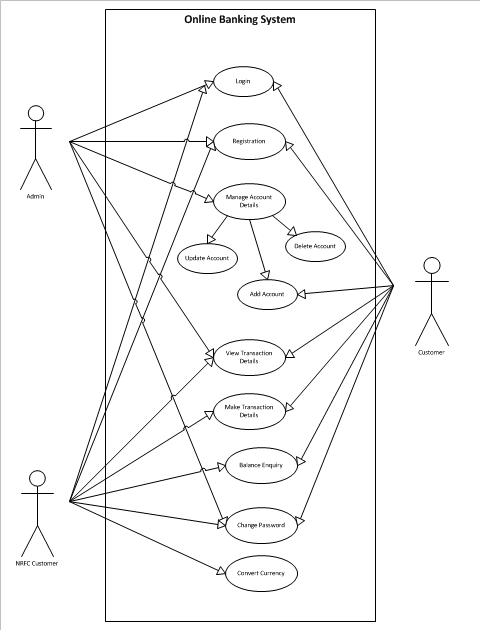 Online Banking System
Login
Admin
Registration
Manage Account
Details
Update Account
Delete Account
Add Account
Customer
View Transaction
Details
Make Transaction
Details
Balance Enquiry
Change Password
NRFC Customer
Convert Currency